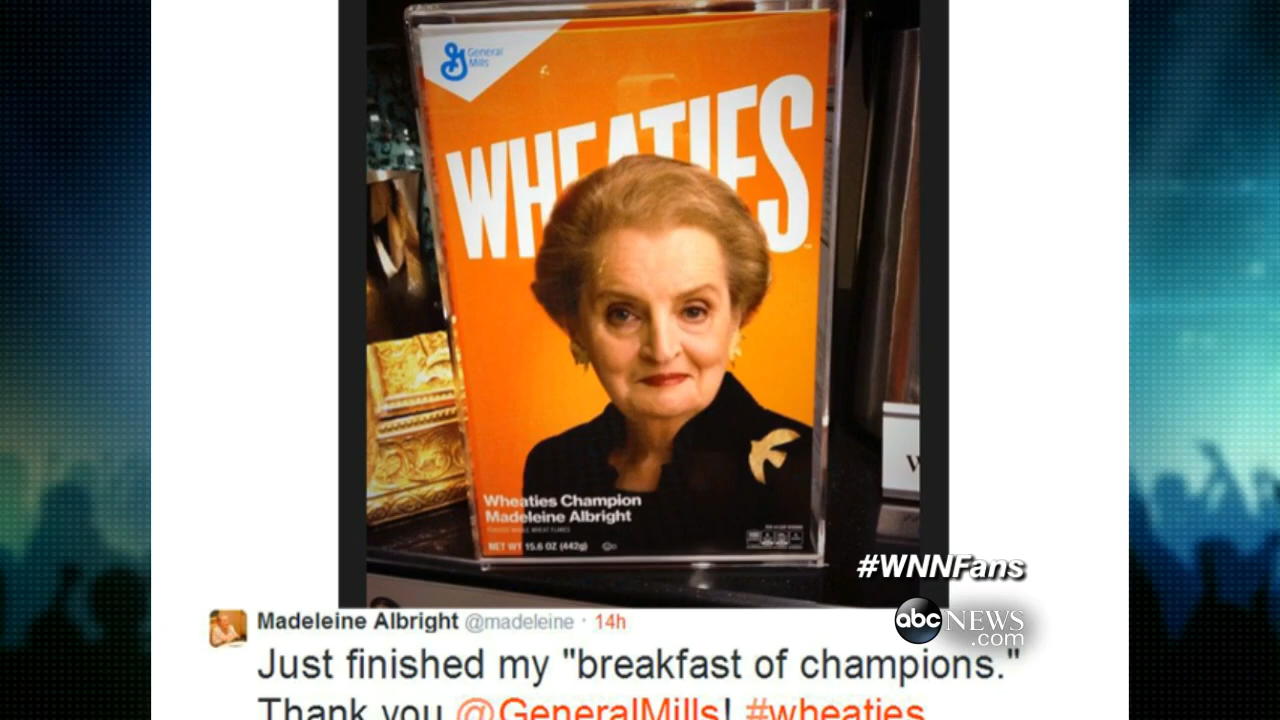 General
Mills
WHEATIES
Wheaties Champion
Madeleine Albright
NET WT 15.6 OZ (442g)
W
#WNNFans
abc NEWS
.com
Madeleine Albright @madeleine · 14h
Just finished my "breakfast of champions."
Thank you @GeneralMills! #wheaties